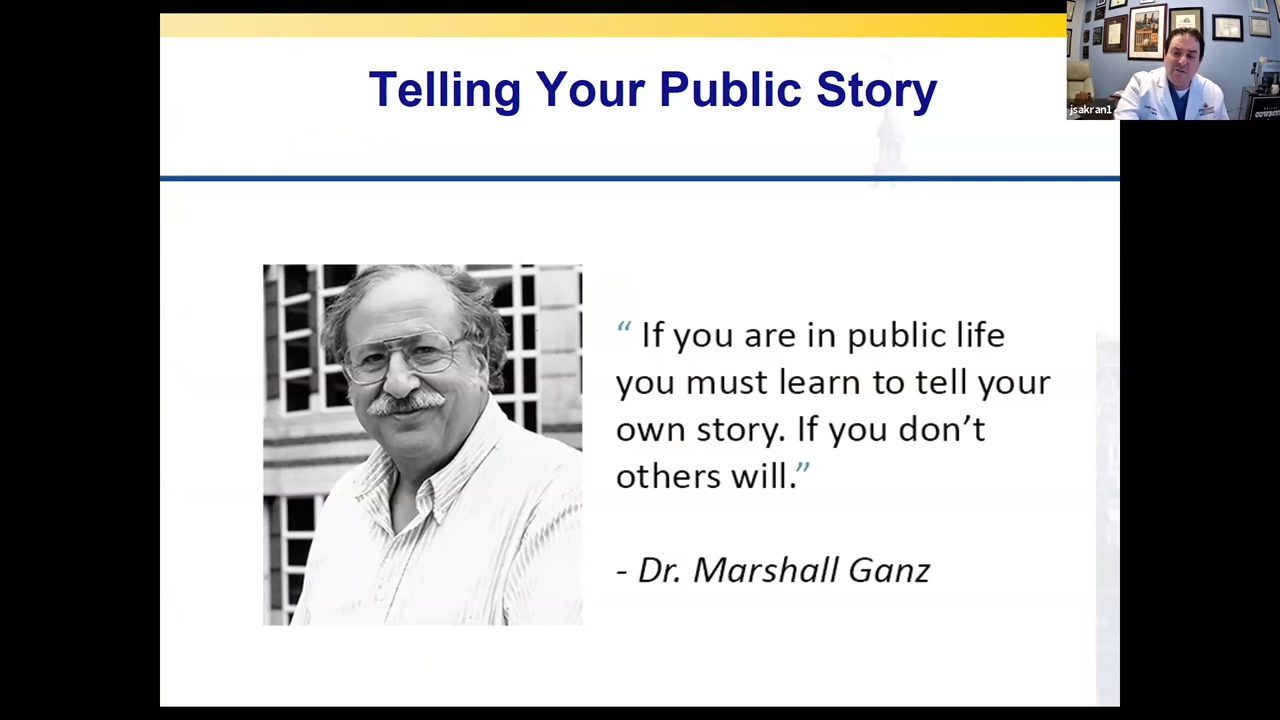 Telling Your Public Story
jsakran1
COWBOYS
“ If you are in public life
you must learn to tell your
own story. If you don’t
others will.”
- Dr. Marshall Ganz